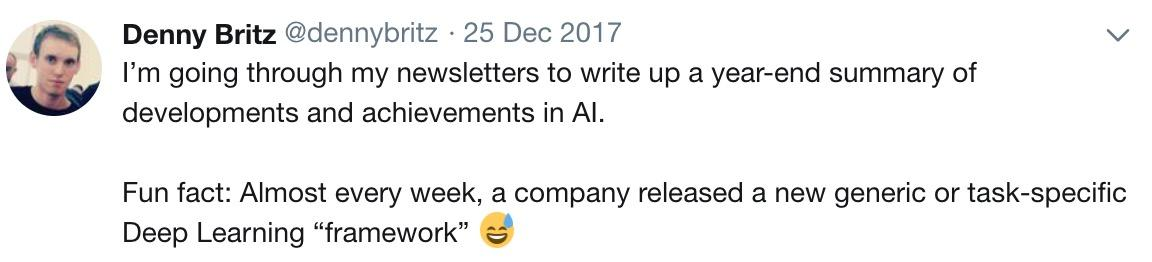 Denny Britz @dennybritz · 25 Dec 2017
I’m going through my newsletters to write up a year-end summary of
developments and achievements in AI.
Fun fact: Almost every week, a company released a new generic or task-specific
Deep Learning “framework” 😅